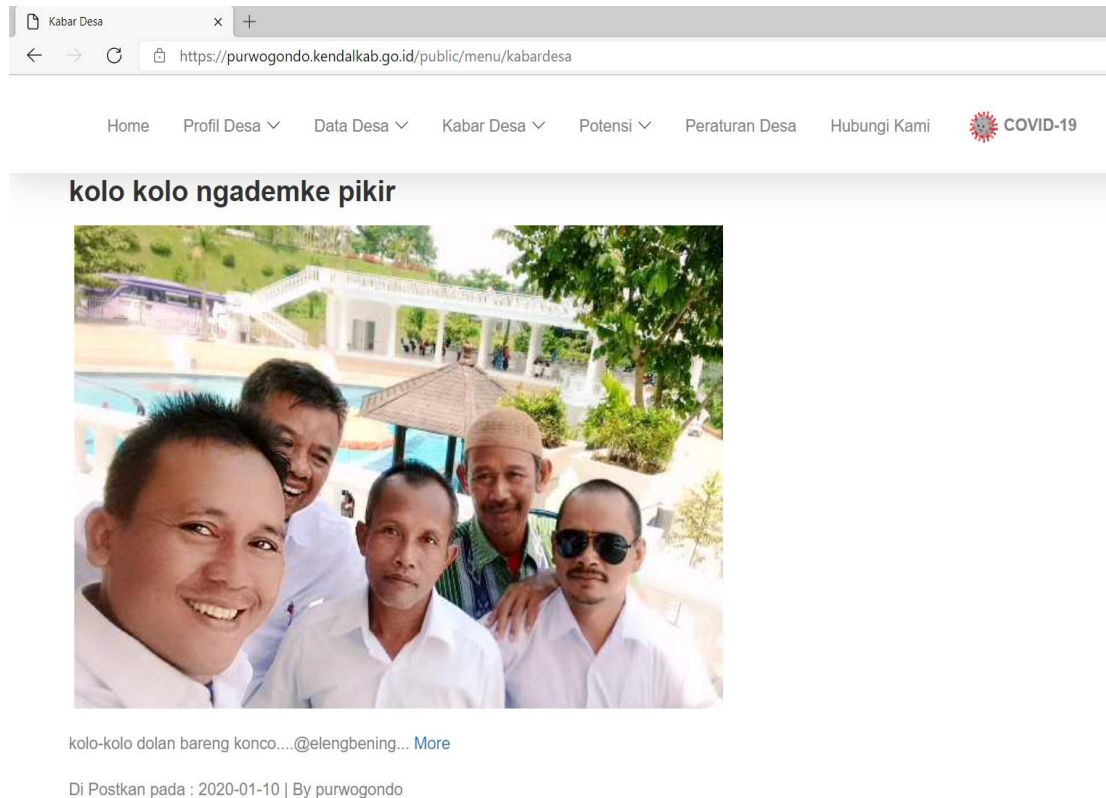 Kabar Desa
https://purwogondo.kendalkab.go.id/public/menu/kabardesa
Home Profil Desa Data Desa Kabar Desa Potensi Peraturan Desa Hubungi Kami COVID-19
kolo kolo ngademke pikir
kolo-kolo dolan bareng konco....@elengbening... More
Di Postkan pada : 2020-01-10 | By purwogondo